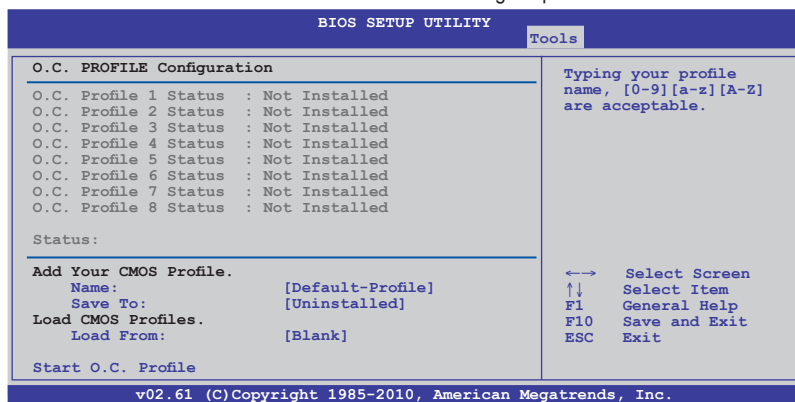 BIOS SETUP UTILITY
Tools
O.C. PROFILE Configuration
O.C. Profile 1 Status : Not Installed
O.C. Profile 2 Status : Not Installed
O.C. Profile 3 Status : Not Installed
O.C. Profile 4 Status : Not Installed
O.C. Profile 5 Status : Not Installed
O.C. Profile 6 Status : Not Installed
O.C. Profile 7 Status : Not Installed
O.C. Profile 8 Status : Not Installed
Status:
Add Your CMOS Profile.
Name: [Default-Profile]
Save To: [Uninstalled]
Load CMOS Profiles.
Load From: [Blank]
Start O.C. Profile
Typing your profile
name, [0-9][a-z][A-Z]
are acceptable.
←→ Select Screen
↑↓ Select Item
F1 General Help
F10 Save and Exit
ESC Exit
v02.61 (C)Copyright 1985-2010, American Megatrends, Inc.